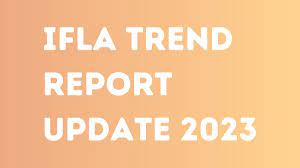 IFLA TREND
REPORT
UPDATE 2023